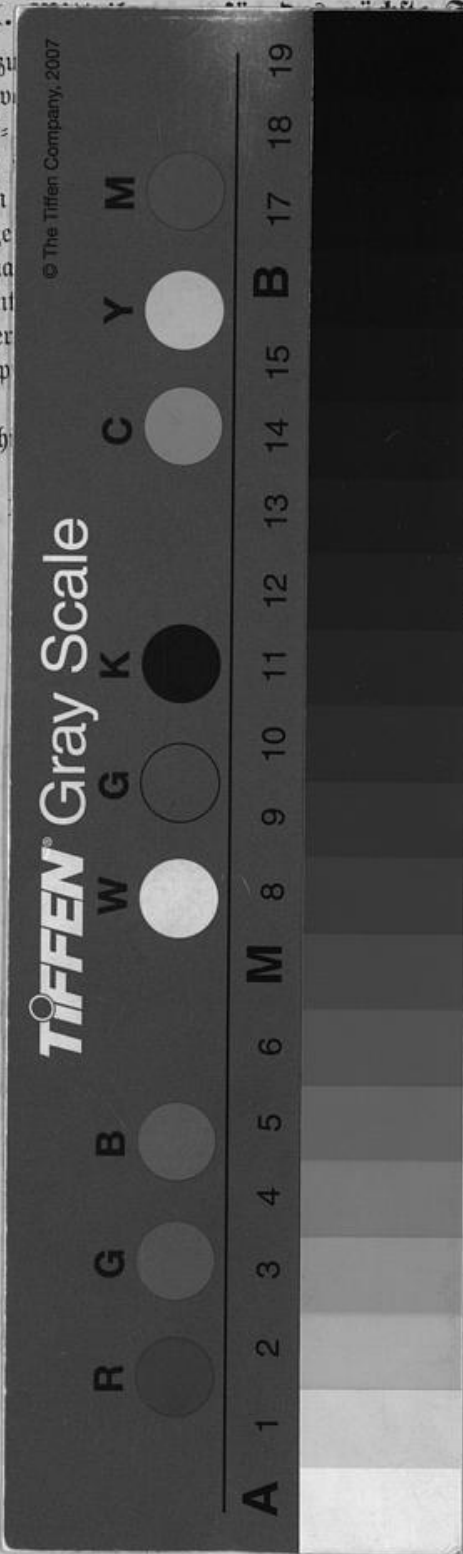 © The Tiffen Company, 2007
TIFFEN® Gray Scale
R G B W G K C Y M
A 1 2 3 4 5 6 M 8 9 10 11 12 13 14 15 B 17 18 19